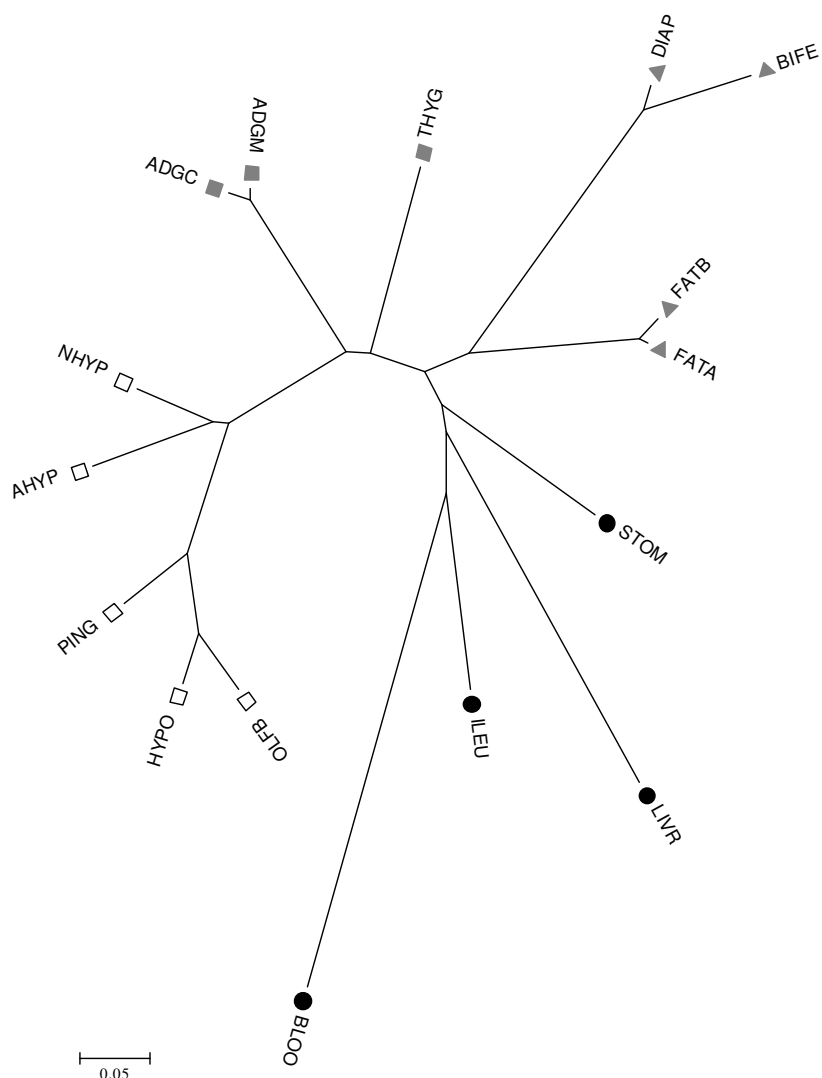 DIAP
BIFE
THYG
ADGM
ADGC
FATB
FATA
NHYP
AHYP
STOM
PING
HYPO
OLFB
ILEU
LIVR
BLOO
0.05